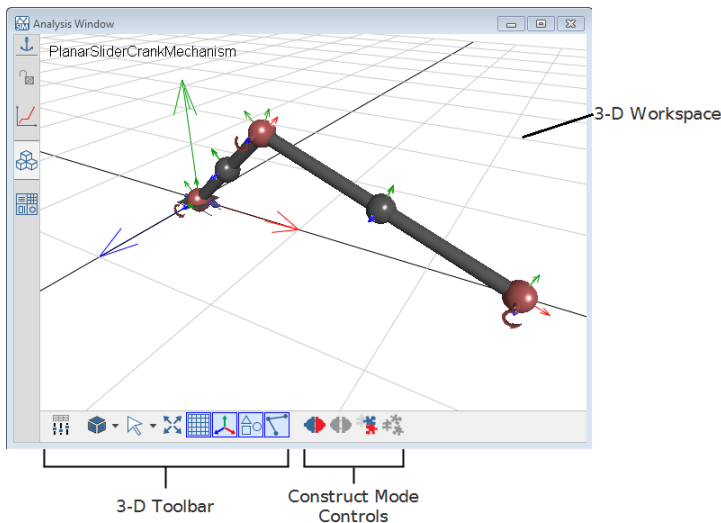 Analysis Window
PlanarSliderCrankMechanism
3-D Workspace
3-D Toolbar
Construct Mode
Controls